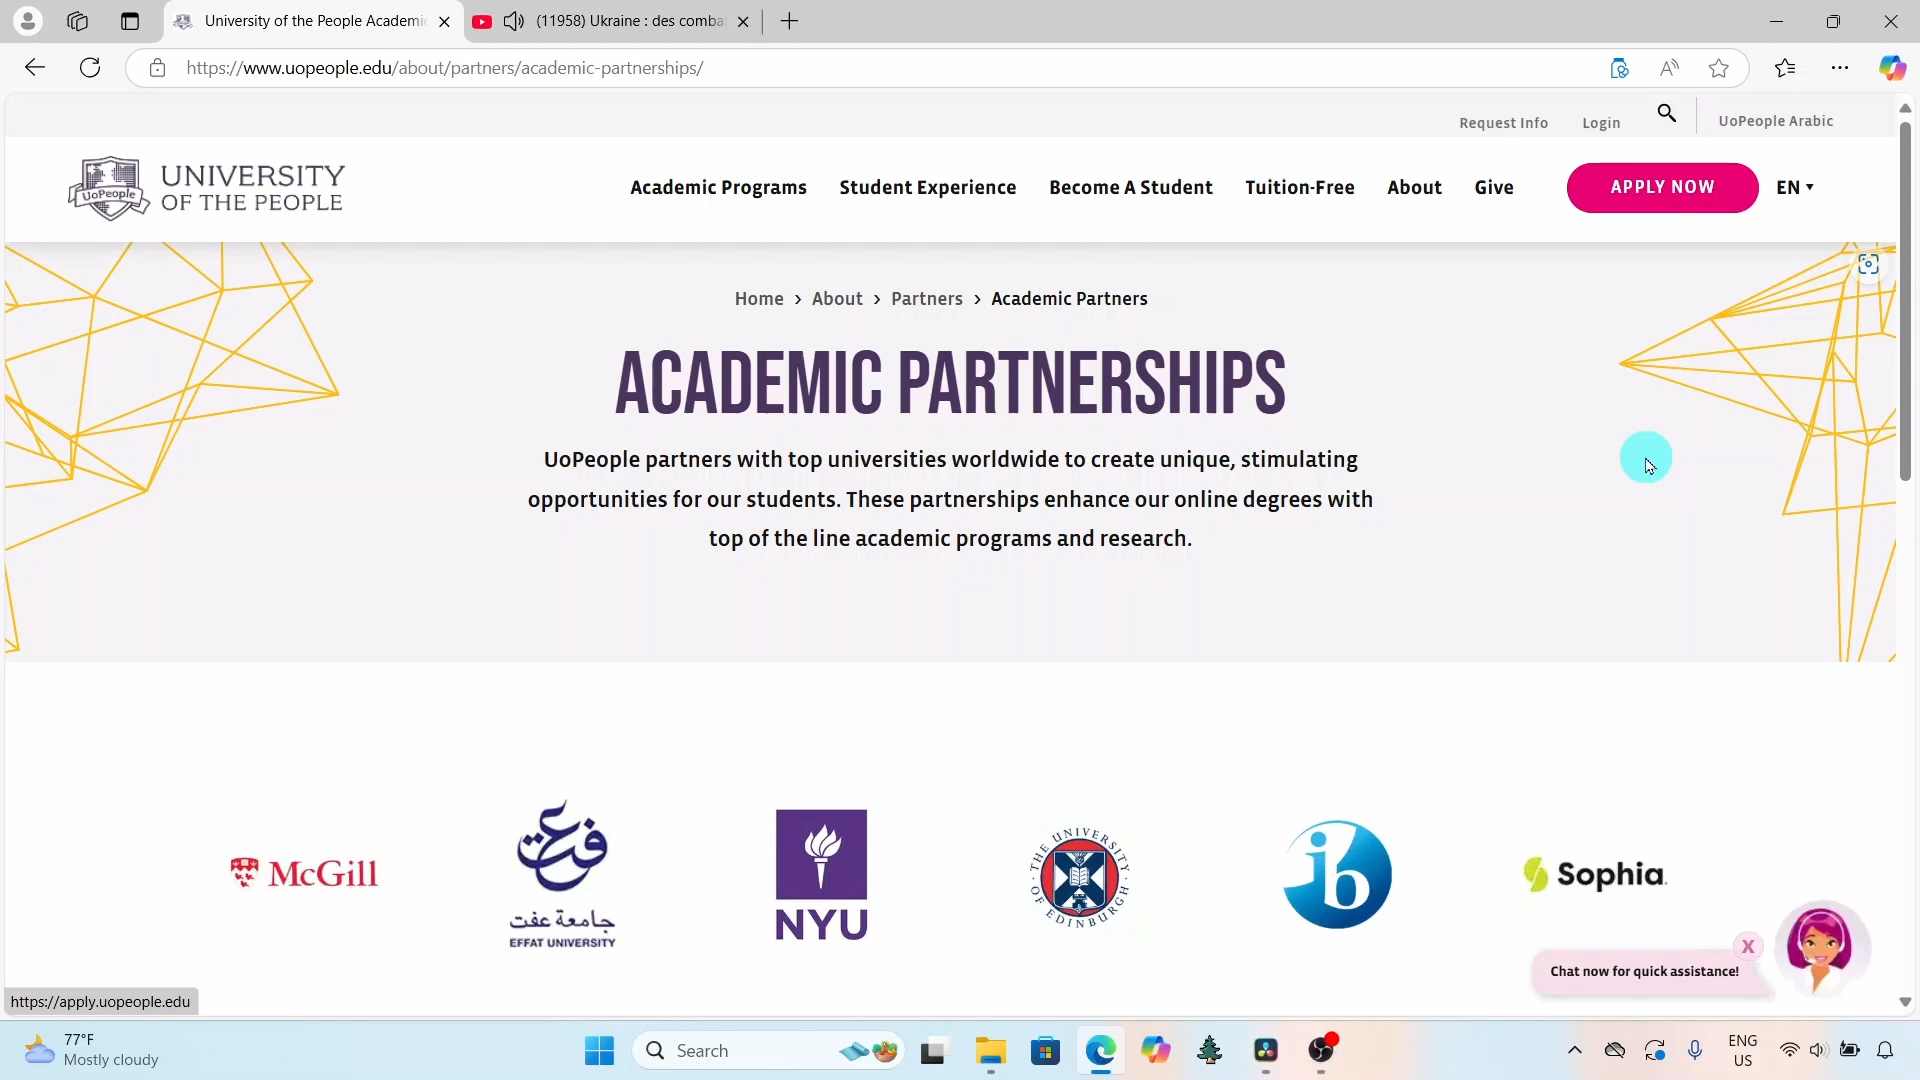 University of the People Academic
(11958) Ukraine : des comba
https://www.uopeople.edu/about/partners/academic-partnerships/
Request Info
Login
UoPeople Arabic
UoPeople
UNIVERSITY
OF THE PEOPLE
Academic Programs
Student Experience
Become A Student
Tuition-Free
About
Give
APPLY NOW
EN
Home › About › Partners › Academic Partners
ACADEMIC PARTNERSHIPS
UoPeople partners with top universities worldwide to create unique, stimulating
opportunities for our students. These partnerships enhance our online degrees with
top of the line academic programs and research.
McGill
جامعة عفت
EFFAT UNIVERSITY
NYU
THE UNIVERSITY OF EDINBURGH
ib
Sophia.
X
Chat now for quick assistance!
https://apply.uopeople.edu
77°F
Mostly cloudy
Search
ENG
US